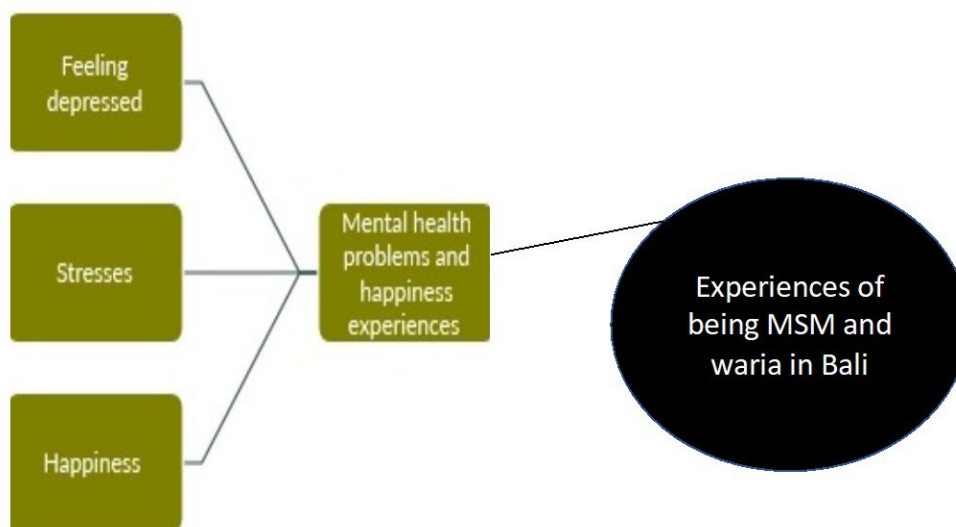 Feeling
depressed
Stresses
Happiness
Mental health
problems and
happiness
experiences
Experiences of
being MSM and
waria in Bali